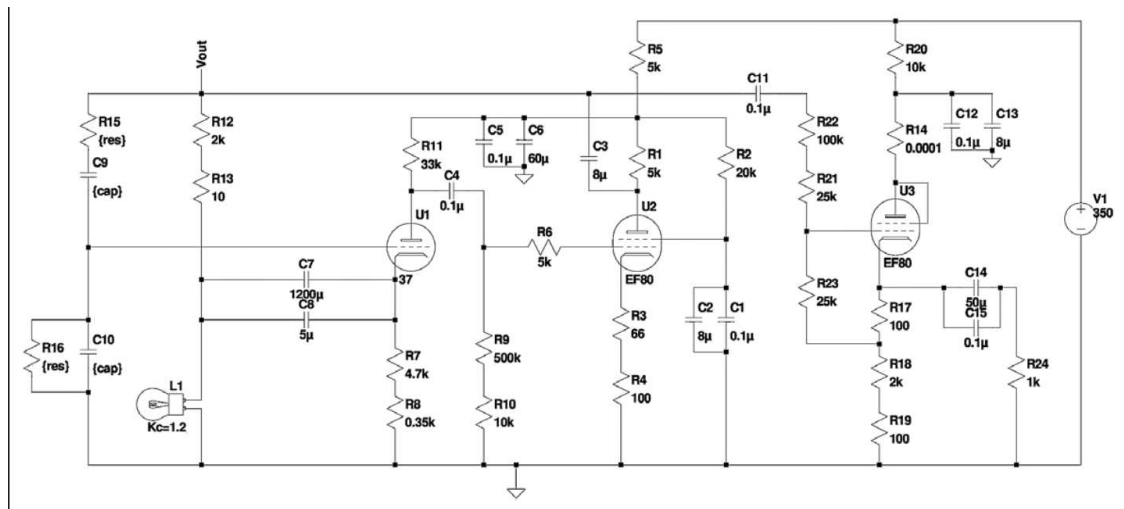 Vout
R15
{res}
C9
{cap}
R12
2k
R13
10
R16
{res}
C10
{cap}
L1
Kc=1.2
C7
1200µ
C8
5µ
R11
33k
U1
37
R7
4.7k
R8
0.35k
C4
0.1µ
C5
0.1µ
C6
60µ
R9
500k
R10
10k
R6
5k
C3
8µ
R5
5k
R1
5k
U2
EF80
R3
66
R4
100
R2
20k
C2
8µ
C1
0.1µ
C11
0.1µ
R22
100k
R21
25k
R23
25k
R20
10k
R14
0.0001
C12
0.1µ
C13
8µ
U3
EF80
R17
100
R18
2k
R19
100
C14
50µ
C15
0.1µ
R24
1k
V1
350
+
−